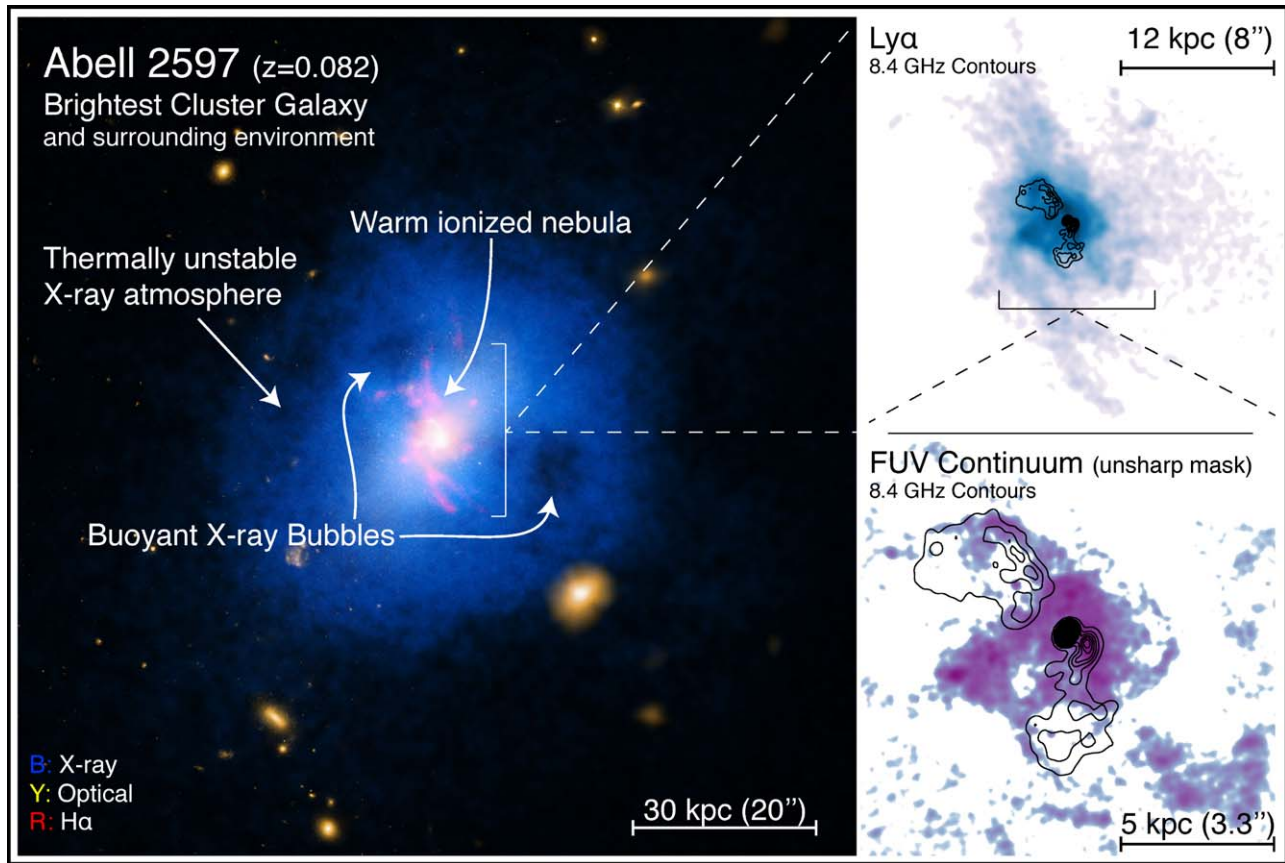 Abell 2597 (z=0.082)
Brightest Cluster Galaxy
and surrounding environment
Warm ionized nebula
Thermally unstable
X-ray atmosphere
Buoyant X-ray Bubbles
B: X-ray
Y: Optical
R: Hα
30 kpc (20”)
Lyα
8.4 GHz Contours
12 kpc (8”)
FUV Continuum (unsharp mask)
8.4 GHz Contours
5 kpc (3.3”)